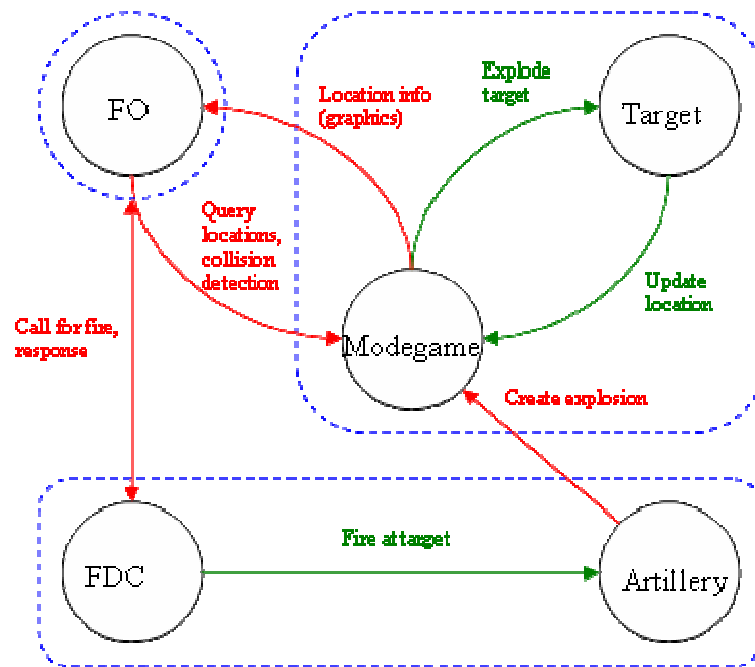 FO
Location info
(graphics)
Explode
target
Target
Query
locations,
collision
detection
Update
location
Call for fire,
response
Modegame
Create explosion
Fire at target
FDC
Artillery